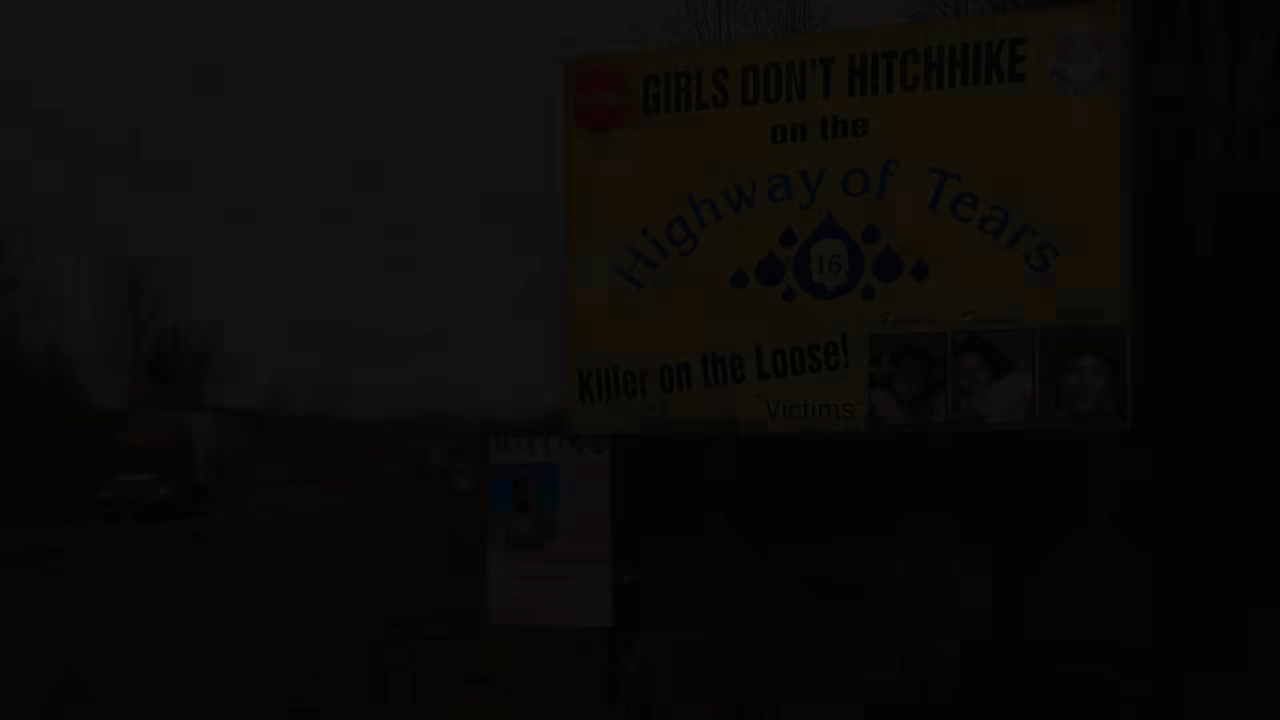 GIRLS DON'T HITCHHIKE
on the
Highway of Tears
16
Killer on the Loose!
Victims